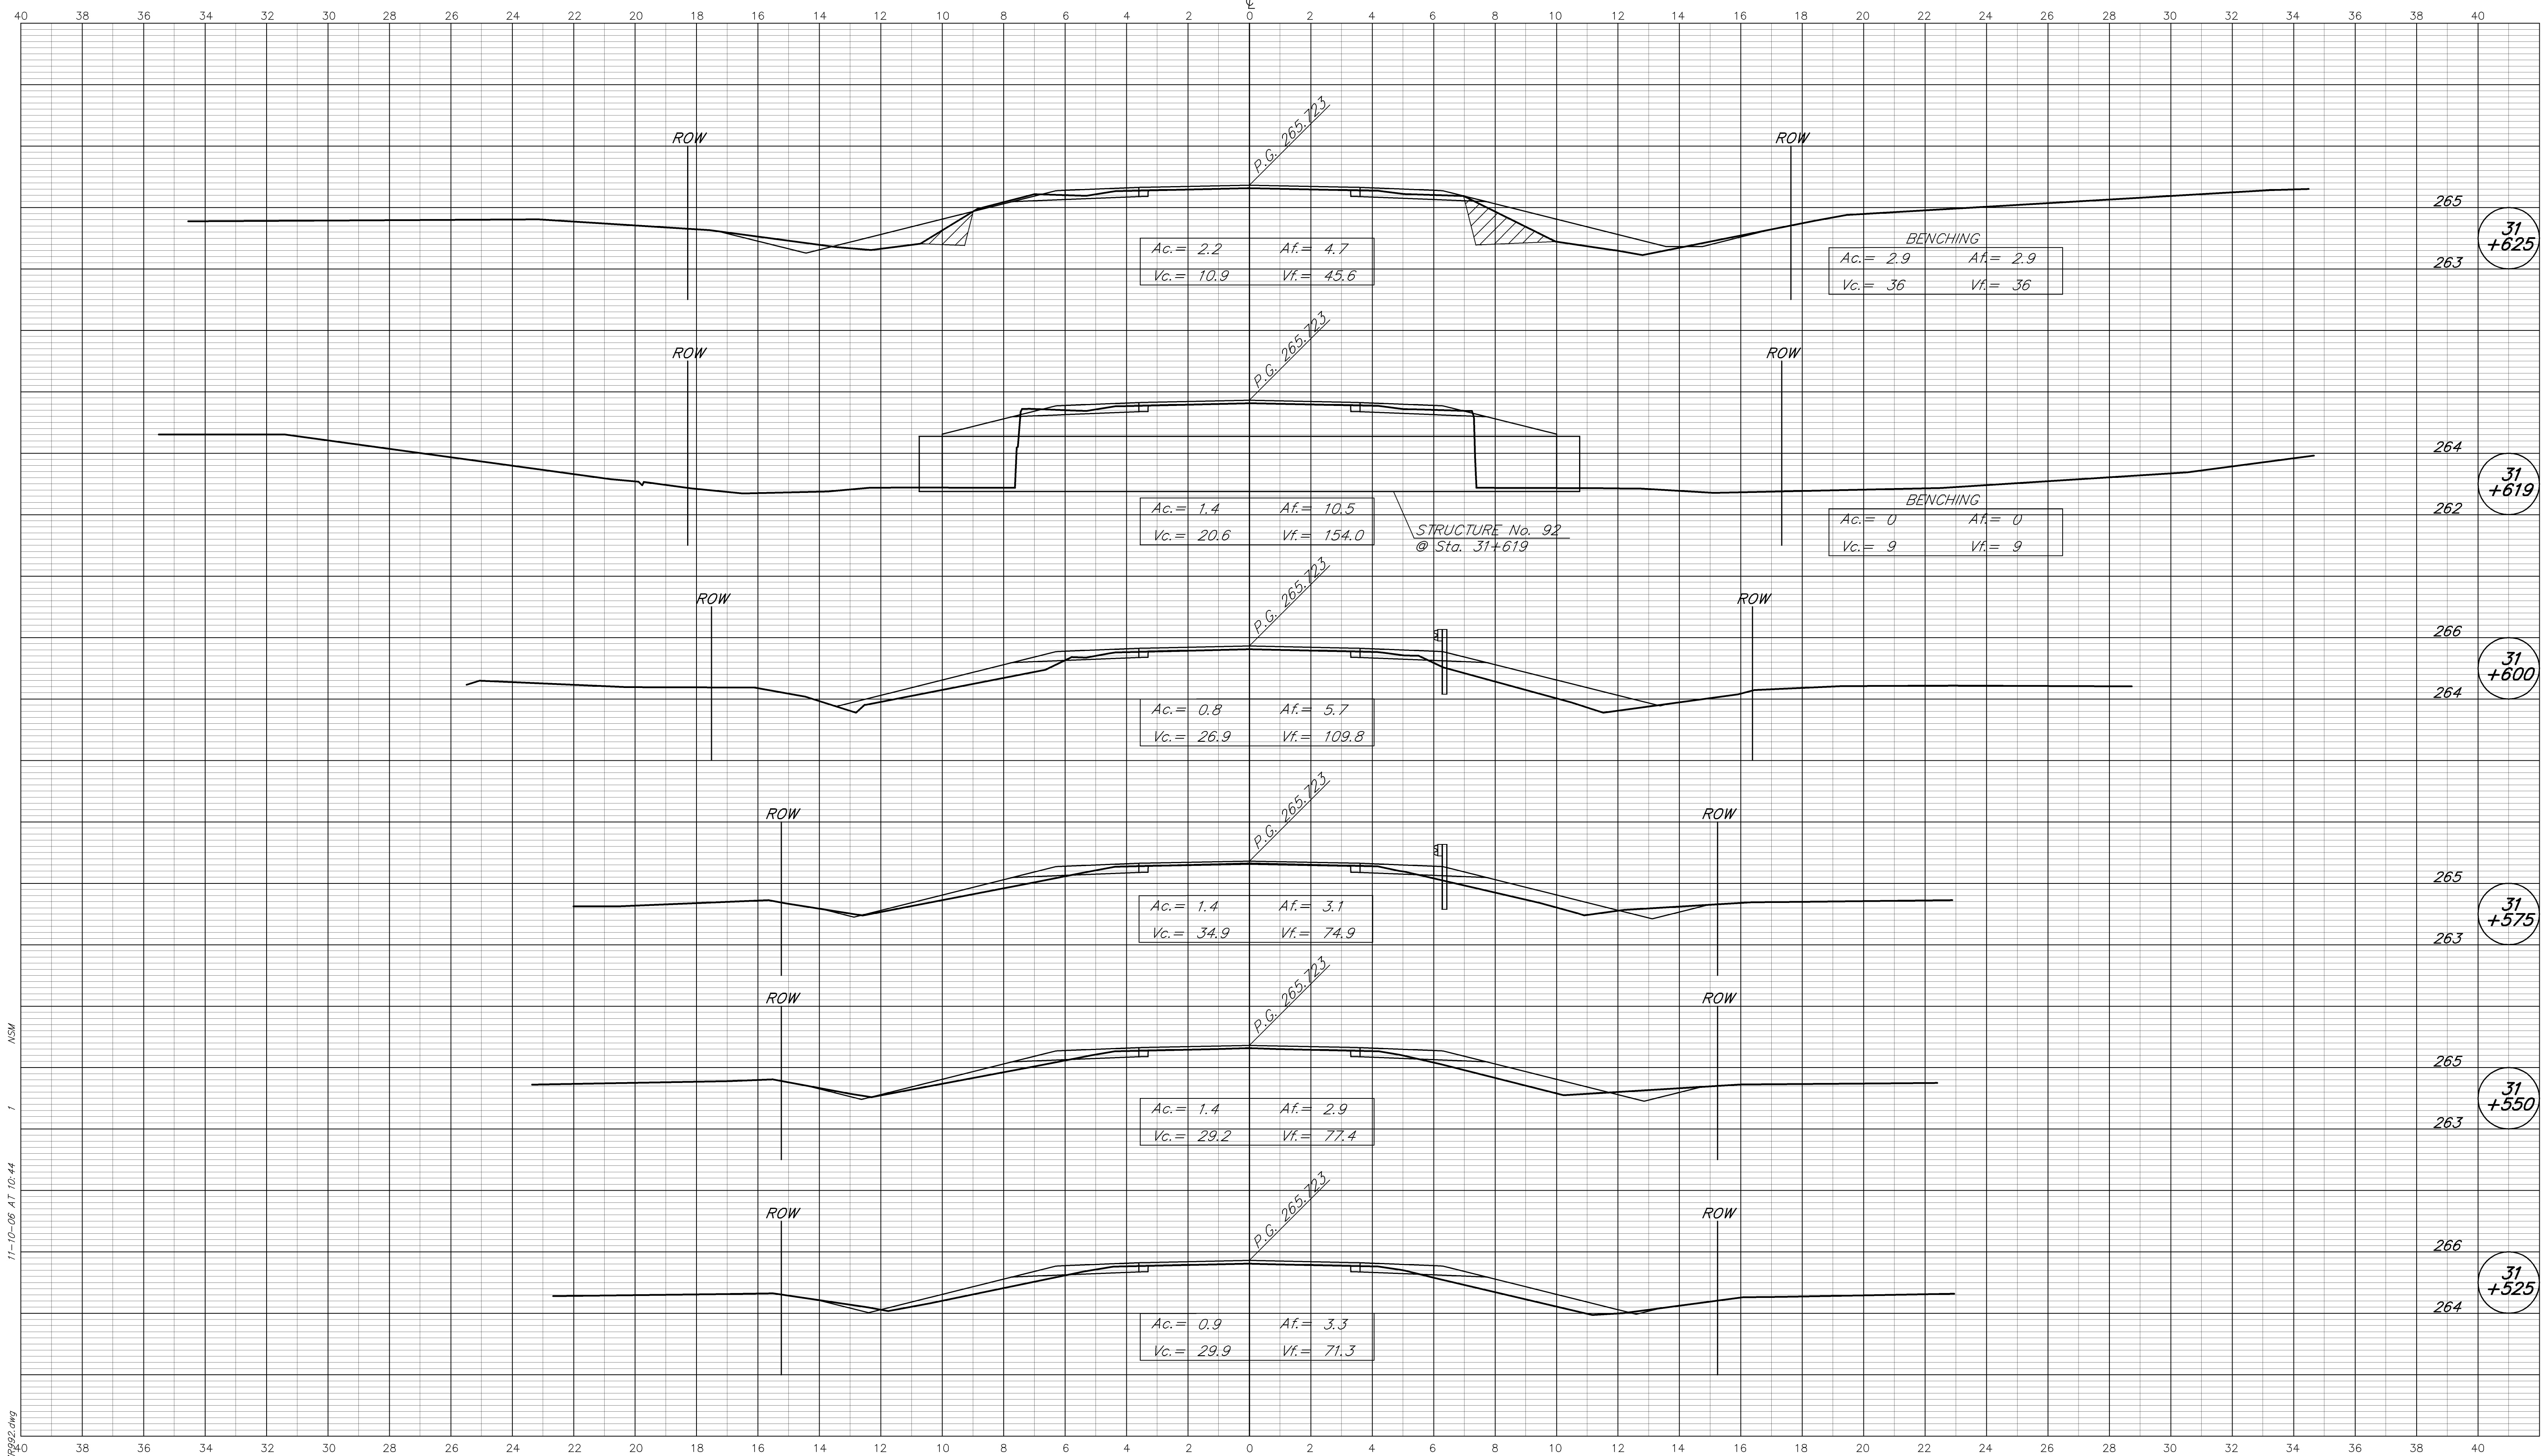 ℄
40 38 36 34 32 30 28 26 24 22 20 18 16 14 12 10 8 6 4 2 0 2 4 6 8 10 12 14 16 18 20 22 24 26 28 30 32 34 36 38 40
P.G. 265.723
ROW ROW
265
31
+625
263
Ac.= 2.2 Af.= 4.7
Vc.= 10.9 Vf.= 45.6
BENCHING
Ac.= 2.9 Af.= 2.9
Vc.= 36 Vf.= 36
P.G. 265.723
ROW ROW
264
31
+619
262
Ac.= 1.4 Af.= 10.5
Vc.= 20.6 Vf.= 154.0
STRUCTURE No. 92
@ Sta. 31+619
BENCHING
Ac.= 0 Af.= 0
Vc.= 9 Vf.= 9
P.G. 265.723
ROW ROW
266
31
+600
264
Ac.= 0.8 Af.= 5.7
Vc.= 26.9 Vf.= 109.8
P.G. 265.723
ROW ROW
265
31
+575
263
Ac.= 1.4 Af.= 3.1
Vc.= 34.9 Vf.= 74.9
P.G. 265.723
ROW ROW
265
31
+550
263
Ac.= 1.4 Af.= 2.9
Vc.= 29.2 Vf.= 77.4
P.G. 265.723
ROW ROW
266
31
+525
264
Ac.= 0.9 Af.= 3.3
Vc.= 29.9 Vf.= 71.3
40 38 36 34 32 30 28 26 24 22 20 18 16 14 12 10 8 6 4 2 0 2 4 6 8 10 12 14 16 18 20 22 24 26 28 30 32 34 36 38 40
11-10-06 AT 10:44 1 NSM